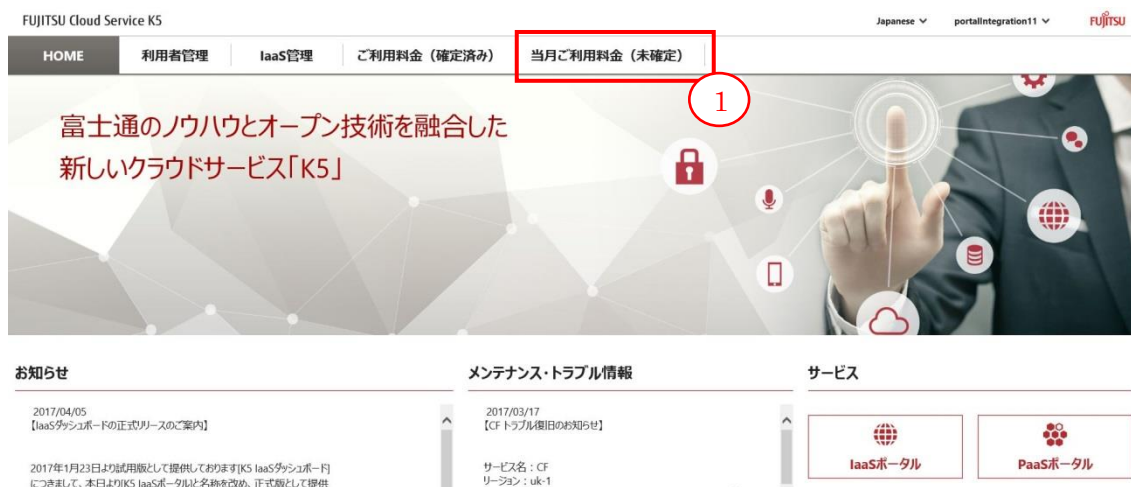 FUJITSU Cloud Service K5
Japanese
portalintegration11
FUJITSU
HOME
利用者管理
IaaS管理
ご利用料金（確定済み）
当月ご利用料金（未確定）
1
富士通のノウハウとオープン技術を融合した
新しいクラウドサービス「K5」
お知らせ
2017/04/05
【IaaSダッシュボードの正式リリースのご案内】
2017年1月23日より試用版として提供しております[K5 IaaSダッシュボード]
につきまして、本日より[K5 IaaSポータル]と名称を改め、正式版として提供
メンテナンス・トラブル情報
2017/03/17
【CF トラブル復旧のお知らせ】
サービス名：CF
リージョン：uk-1
サービス
IaaSポータル
PaaSポータル